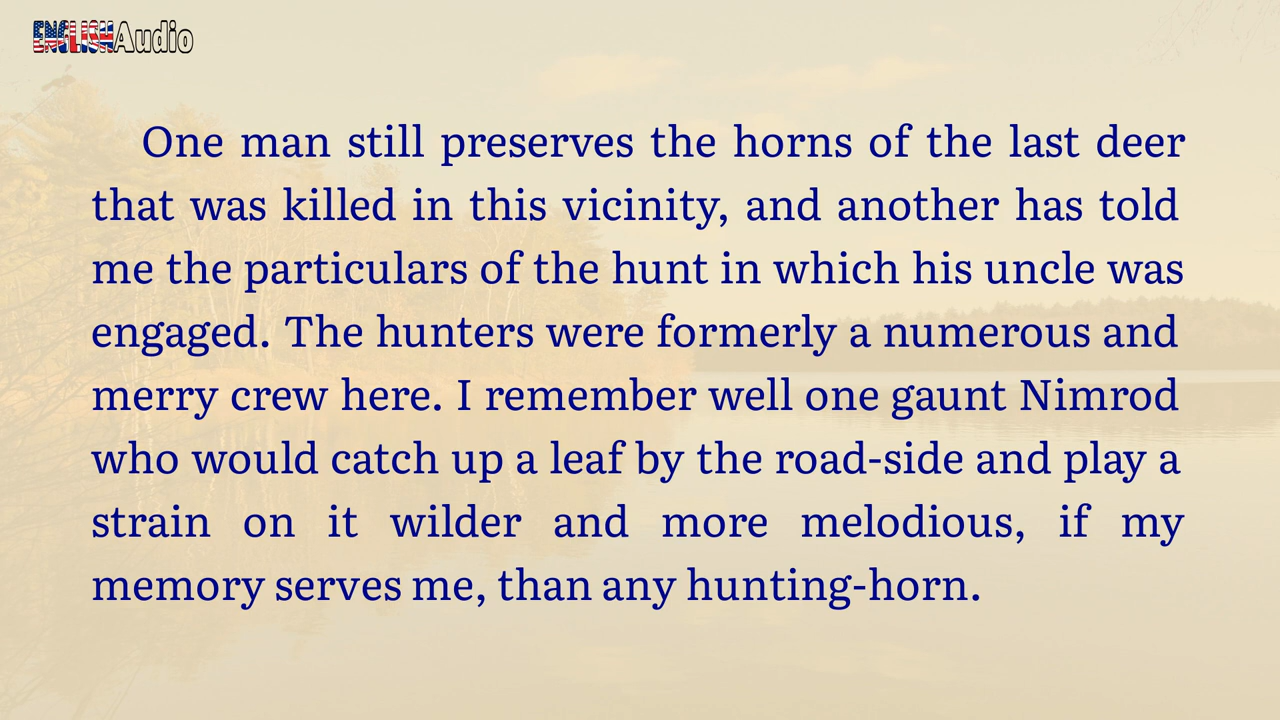 ENGLISHAudio
One man still preserves the horns of the last deer
that was killed in this vicinity, and another has told
me the particulars of the hunt in which his uncle was
engaged. The hunters were formerly a numerous and
merry crew here. I remember well one gaunt Nimrod
who would catch up a leaf by the road-side and play a
strain on it wilder and more melodious, if my
memory serves me, than any hunting-horn.